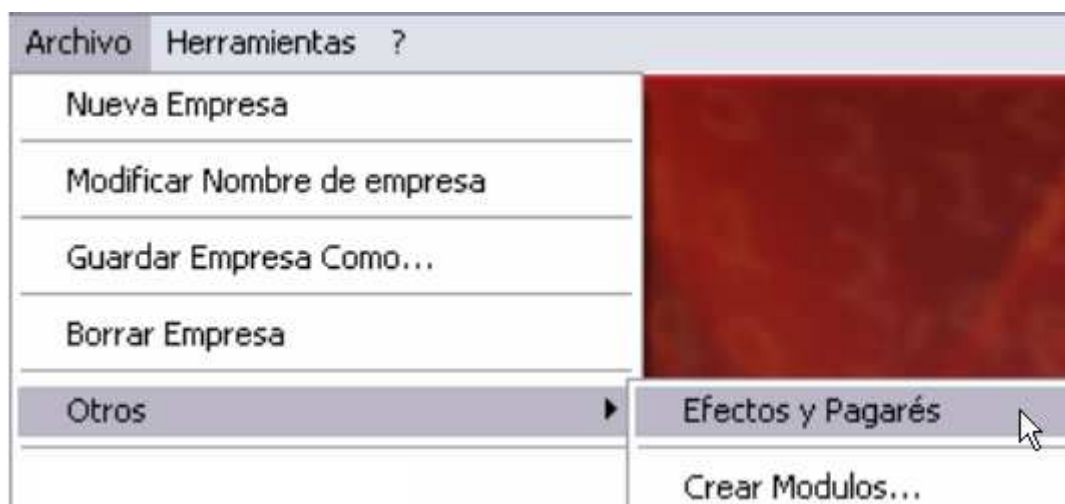 Archivo Herramientas ?
Nueva Empresa
Modificar Nombre de empresa
Guardar Empresa Como...
Borrar Empresa
Otros
Efectos y Pagarés
Crear Modulos...